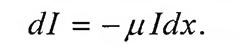 dI = −μIdx.